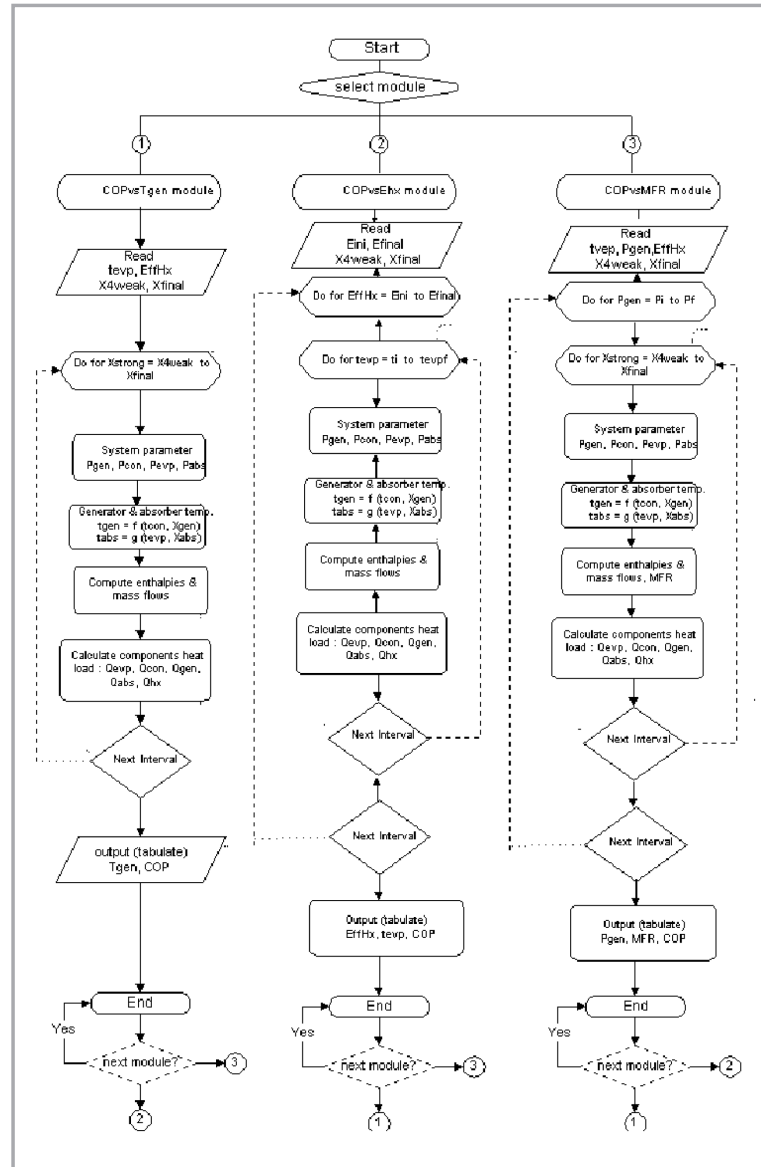 Start
select module
1
2
3
COPvsTgen module
Read
tevp, EffHx
X4weak, Xfinal
Do for Xstrong = X4weak to
Xfinal
System parameter
Pgen, Pcon, Pevp, Pabs
Generator & absorber temp.
tgen = f (tcon, Xgen)
tabs = g (tevp, Xabs)
Compute enthalpies &
mass flows
Calculate components heat
load : Qevp, Qcon, Qgen,
Qabs, Qhx
Next Interval
output (tabulate)
Tgen, COP
End
Yes
next module?
3
2
COPvsEhx module
Read
Eini, Efinal
X4weak, Xfinal
Do for EffHx = Eini to Efinal
Do for tevp = ti to tevpf
System parameter
Pgen, Pcon, Pevp, Pabs
Generator & absorber temp.
tgen = f (tcon, Xgen)
tabs = g (tevp, Xabs)
Compute enthalpies &
mass flows
Calculate components heat
load : Qevp, Qcon, Qgen,
Qabs, Qhx
Next Interval
Next Interval
Output (tabulate)
EffHx, tevp, COP
End
Yes
next module?
3
1
COPvsMFR module
Read
tvep, Pgen,EffHx
X4weak, Xfinal
Do for Pgen = Pi to Pf
Do for Xstrong = X4weak to
Xfinal
System parameter
Pgen, Pcon, Pevp, Pabs
Generator & absorber temp.
tgen = f (tcon, Xgen)
tabs = g (tevp, Xabs)
Compute enthalpies &
mass flows, MFR
Calculate components heat
load : Qevp, Qcon, Qgen,
Qabs, Qhx
Next Interval
Next Interval
Output (tabulate)
Pgen, MFR, COP
End
Yes
next module?
2
1